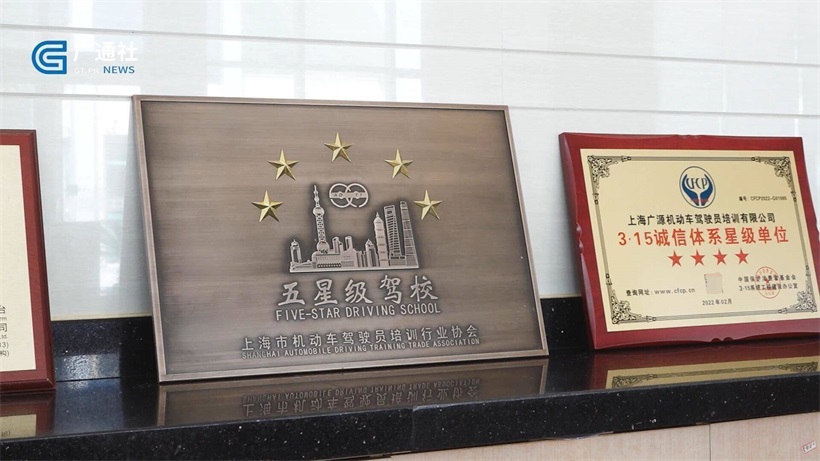 广通社
NEWS
台
司
Ltd.
五星级驾校
FIVE-STAR DRIVING SCHOOL
上海市机动车驾驶员培训行业协会
SHANGHAI AUTOMOBILE DRIVING TRAINING TRADE ASSOCIATION
CFCP
上海广源机动车驾驶员培训有限公司
3·15诚信体系星级单位
查询网址：www.cfcp.cn
2022年02月